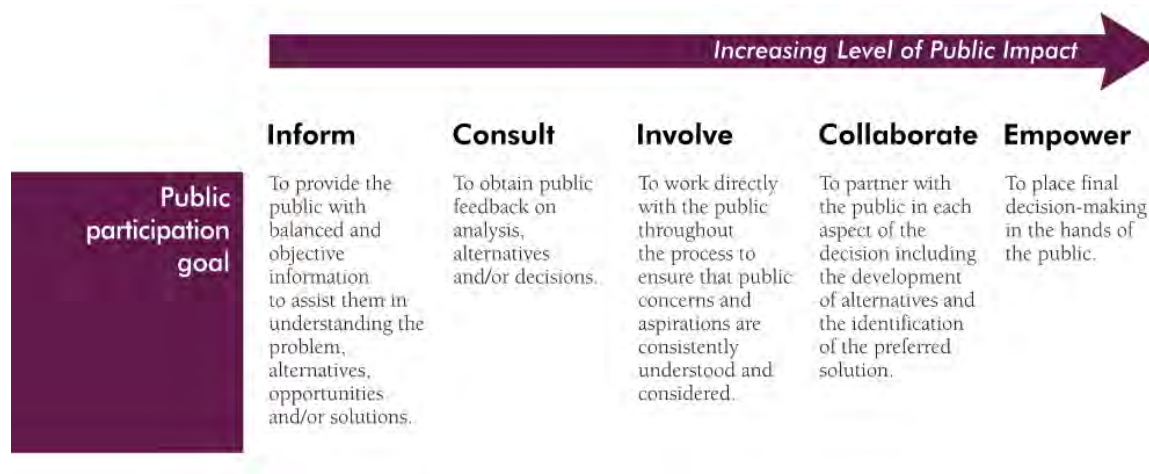 Increasing Level of Public Impact
Inform
Consult
Involve
Collaborate
Empower
Public
participation
goal
To provide the
public with
balanced and
objective
information
to assist them in
understanding the
problem,
alternatives,
opportunities
and/or solutions.
To obtain public
feedback on
analysis,
alternatives
and/or decisions.
To work directly
with the public
throughout
the process to
ensure that public
concerns and
aspirations are
consistently
understood and
considered.
To partner with
the public in each
aspect of the
decision including
the development
of alternatives and
the identification
of the preferred
solution.
To place final
decision-making
in the hands of
the public.